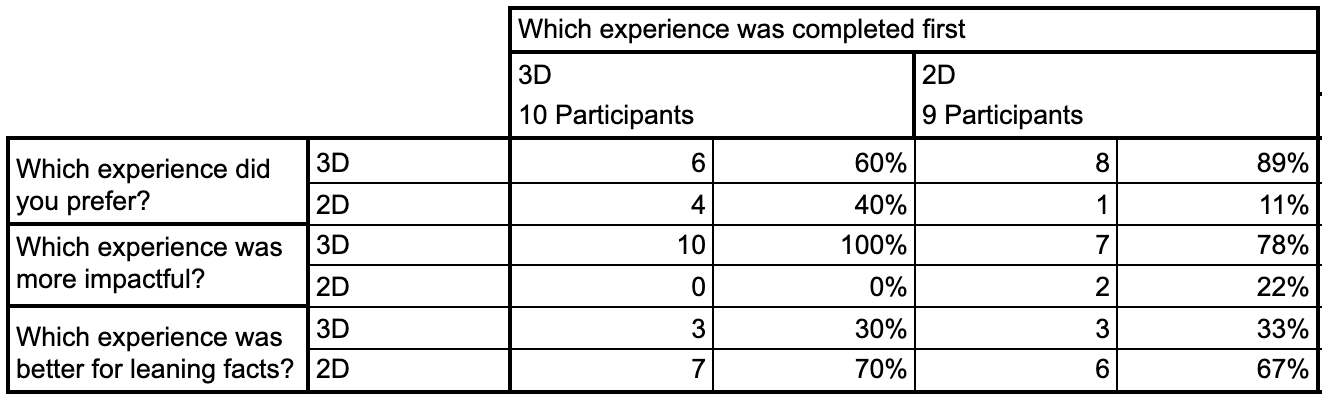 Which experience was completed first
3D 2D
10 Participants 9 Participants
Which experience did
you prefer?
3D 6 60% 8 89%
2D 4 40% 1 11%
Which experience was
more impactful?
3D 10 100% 7 78%
2D 0 0% 2 22%
Which experience was
better for leaning facts?
3D 3 30% 3 33%
2D 7 70% 6 67%